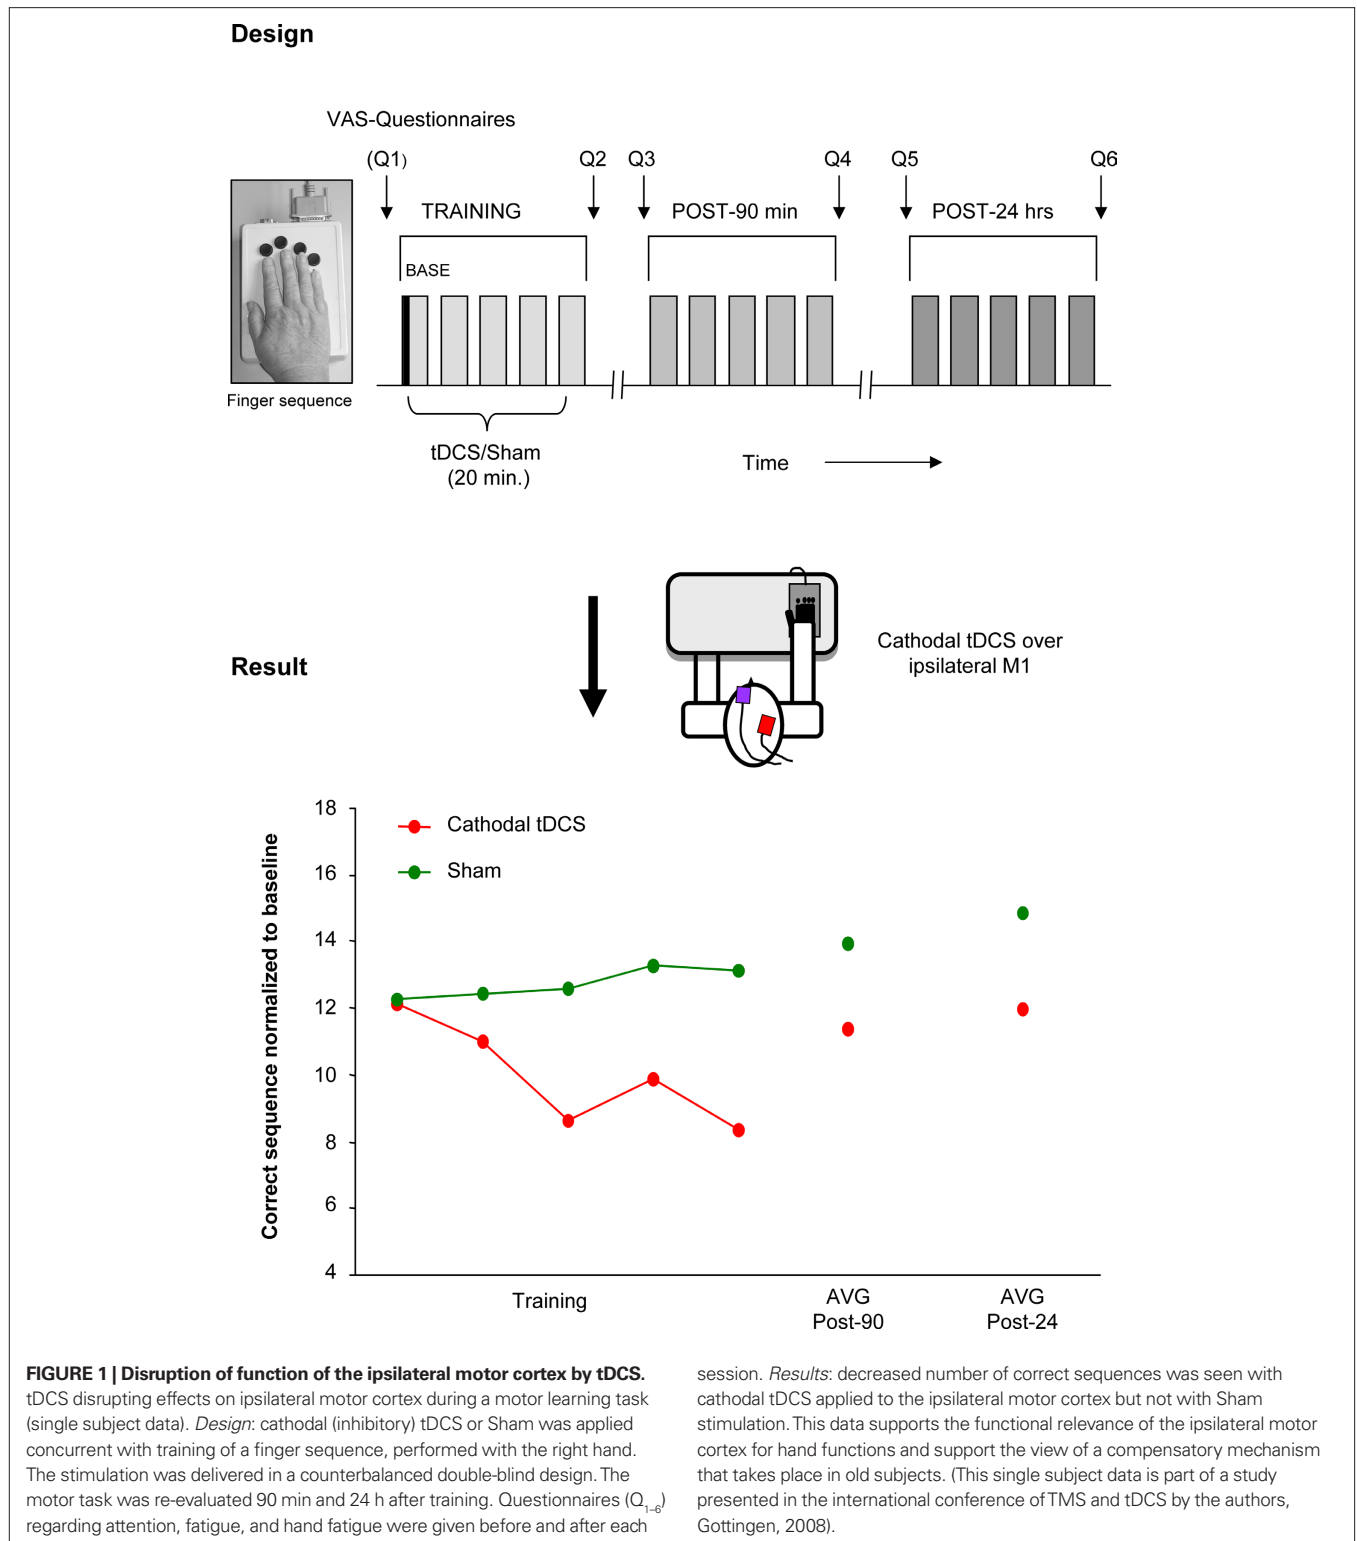 Design
VAS-Questionnaires
(Q1) Q2 Q3 Q4 Q5 Q6
TRAINING POST-90 min POST-24 hrs
BASE
Finger sequence
tDCS/Sham
(20 min.)
Time
Cathodal tDCS over
ipsilateral M1
Result
Correct sequence normalized to baseline
18
16
14
12
10
8
6
4
Cathodal tDCS
Sham
Training
AVG
Post-90
AVG
Post-24
FIGURE 1 | Disruption of function of the ipsilateral motor cortex by tDCS.
tDCS disrupting effects on ipsilateral motor cortex during a motor learning task
(single subject data). Design: cathodal (inhibitory) tDCS or Sham was applied
concurrent with training of a finger sequence, performed with the right hand.
The stimulation was delivered in a counterbalanced double-blind design. The
motor task was re-evaluated 90 min and 24 h after training. Questionnaires (Q1–6)
regarding attention, fatigue, and hand fatigue were given before and after each
session. Results: decreased number of correct sequences was seen with
cathodal tDCS applied to the ipsilateral motor cortex but not with Sham
stimulation. This data supports the functional relevance of the ipsilateral motor
cortex for hand functions and support the view of a compensatory mechanism
that takes place in old subjects. (This single subject data is part of a study
presented in the international conference of TMS and tDCS by the authors,
Gottingen, 2008).